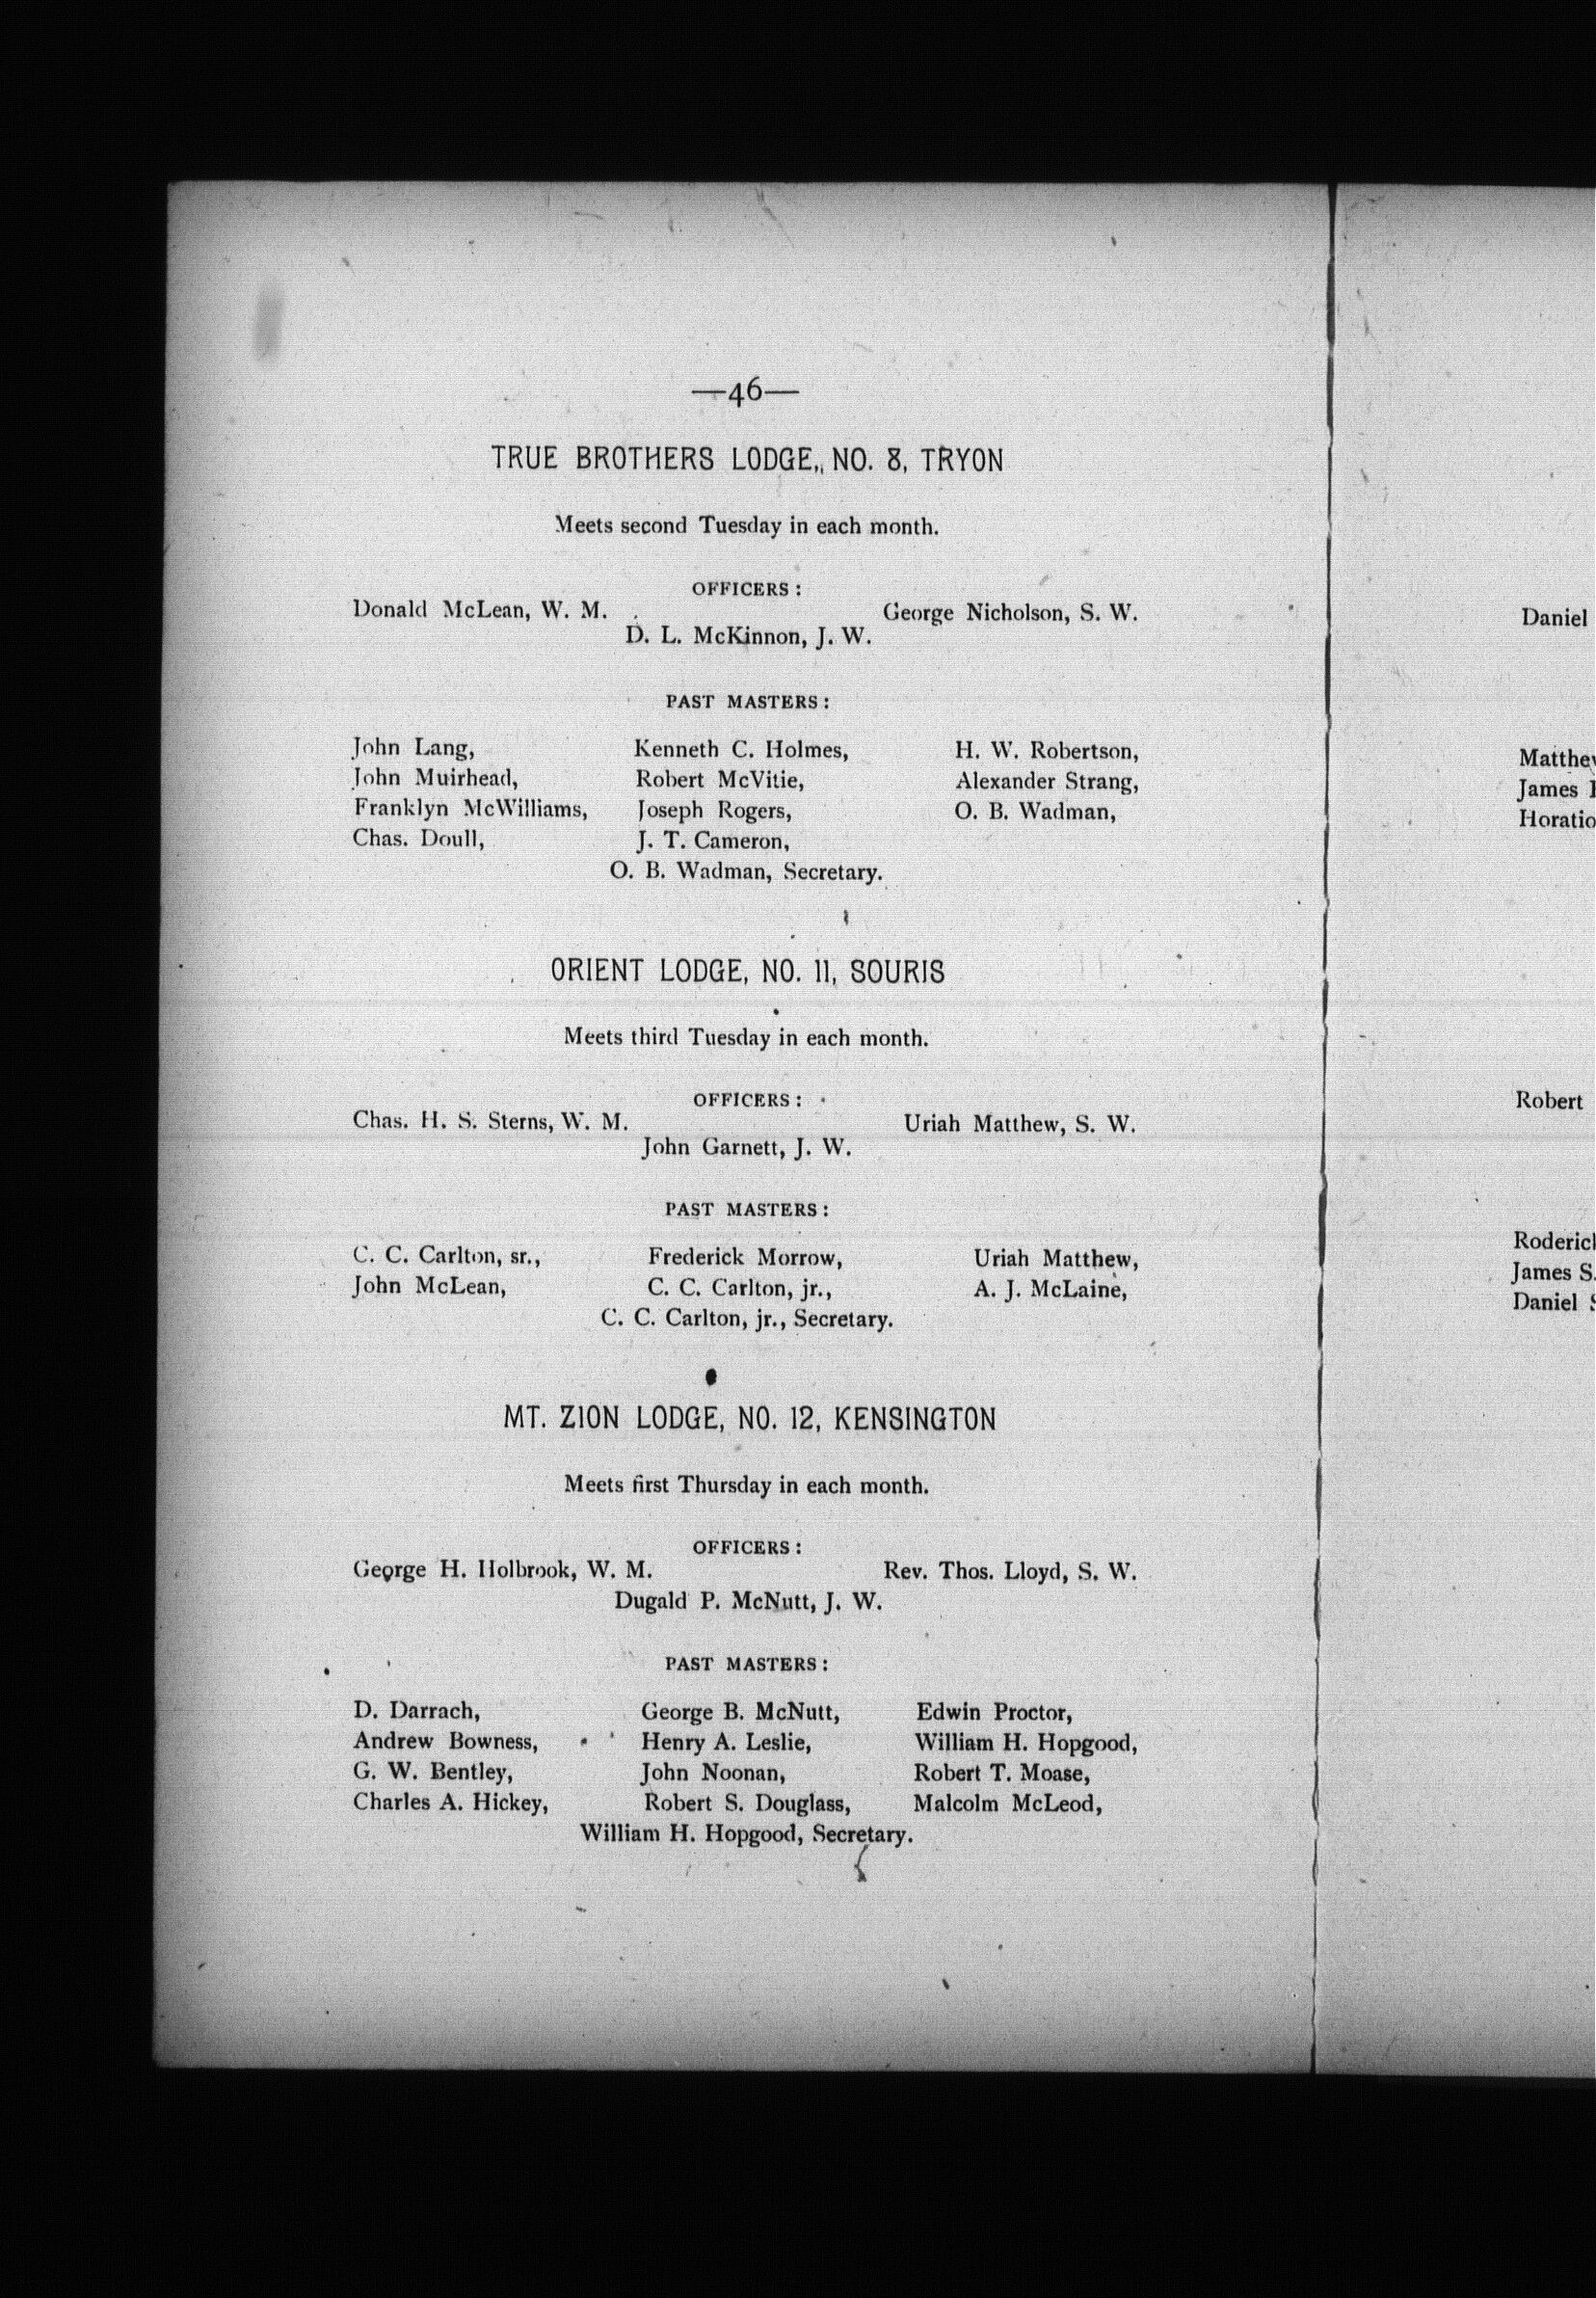 —46—
TRUE BROTHERS LODGE, NO. 8, TRYON
Meets second Tuesday in each month.
OFFICERS:
Donald McLean, W. M. George Nicholson, S. W.
D. L. McKinnon, J. W.
PAST MASTERS:
John Lang, Kenneth C. Holmes, H. W. Robertson,
John Muirhead, Robert McVitie, Alexander Strang,
Franklyn McWilliams, Joseph Rogers, O. B. Wadman,
Chas. Doull, J. T. Cameron,
O. B. Wadman, Secretary.
ORIENT LODGE, NO. 11, SOURIS
Meets third Tuesday in each month.
OFFICERS:
Chas. H. S. Sterns, W. M. Uriah Matthew, S. W.
John Garnett, J. W.
PAST MASTERS:
C. C. Carlton, sr., Frederick Morrow, Uriah Matthew,
John McLean, C. C. Carlton, jr., A. J. McLaine,
C. C. Carlton, jr., Secretary.
MT. ZION LODGE, NO. 12, KENSINGTON
Meets first Thursday in each month.
OFFICERS:
George H. Holbrook, W. M. Rev. Thos. Lloyd, S. W.
Dugald P. McNutt, J. W.
PAST MASTERS:
D. Darrach, George B. McNutt, Edwin Proctor,
Andrew Bowness, Henry A. Leslie, William H. Hopgood,
G. W. Bentley, John Noonan, Robert T. Moase,
Charles A. Hickey, Robert S. Douglass, Malcolm McLeod,
William H. Hopgood, Secretary.
Daniel
James
Horatio
Robert
James S.
Daniel